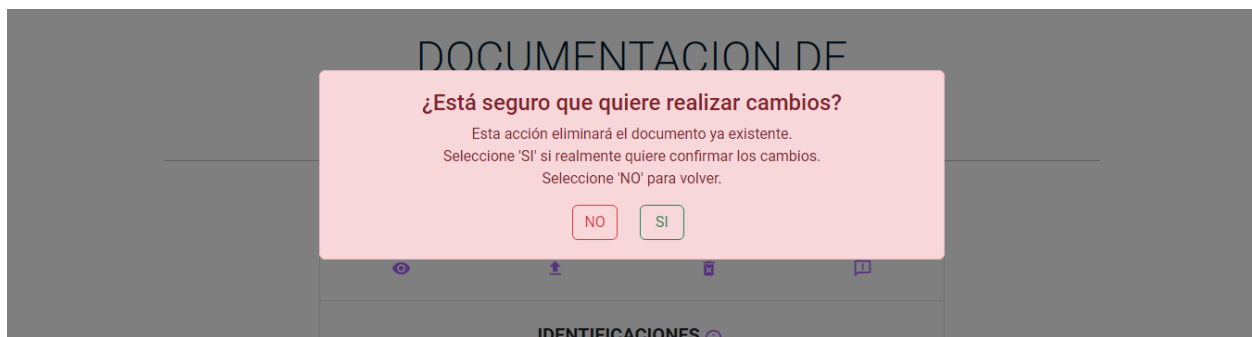 DOCUMENTACION DE
¿Está seguro que quiere realizar cambios?
Esta acción eliminará el documento ya existente.
Seleccione 'SI' si realmente quiere confirmar los cambios.
Seleccione 'NO' para volver.
NO SI
IDENTIFICACIONES